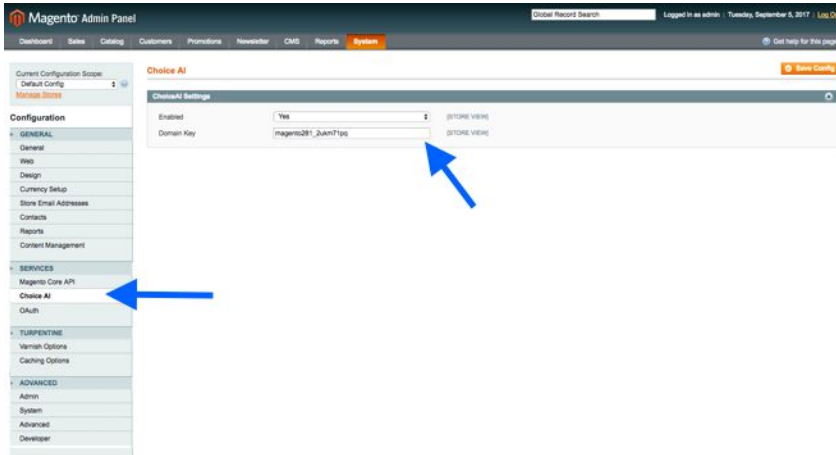 Magento Admin Panel
Global Record Search
Logged in as admin | Tuesday, September 5, 2017 | Log O
Dashboard Sales Catalog Customers Promotions Newsletter CMS Reports System
Get help for this page
Current Configuration Scope:
Default Config
Manage Stores
Configuration
GENERAL
General
Web
Design
Currency Setup
Store Email Addresses
Contacts
Reports
Content Management
SERVICES
Magento Core API
Choice AI
OAuth
TURPENTINE
Varnish Options
Caching Options
ADVANCED
Admin
System
Advanced
Developer
Choice AI
Save Config
ChoiceAI Settings
Enabled Yes [STORE VIEW]
Domain Key magento281_2ukm71pq [STORE VIEW]